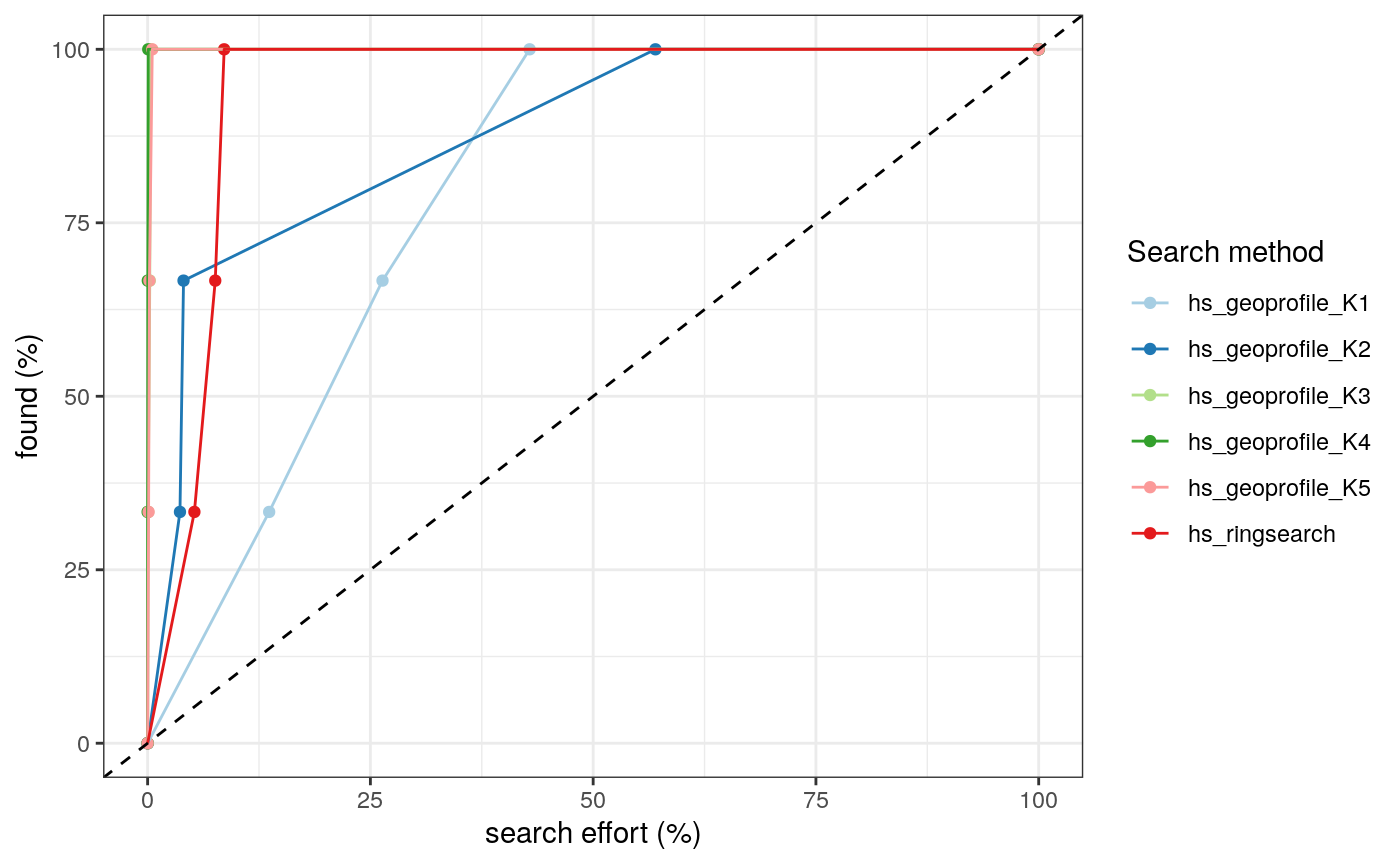 100
75
50
25
0
found (%)
0
25
50
75
100
search effort (%)
Search method
hs_geoprofile_K1
hs_geoprofile_K2
hs_geoprofile_K3
hs_geoprofile_K4
hs_geoprofile_K5
hs_ringsearch